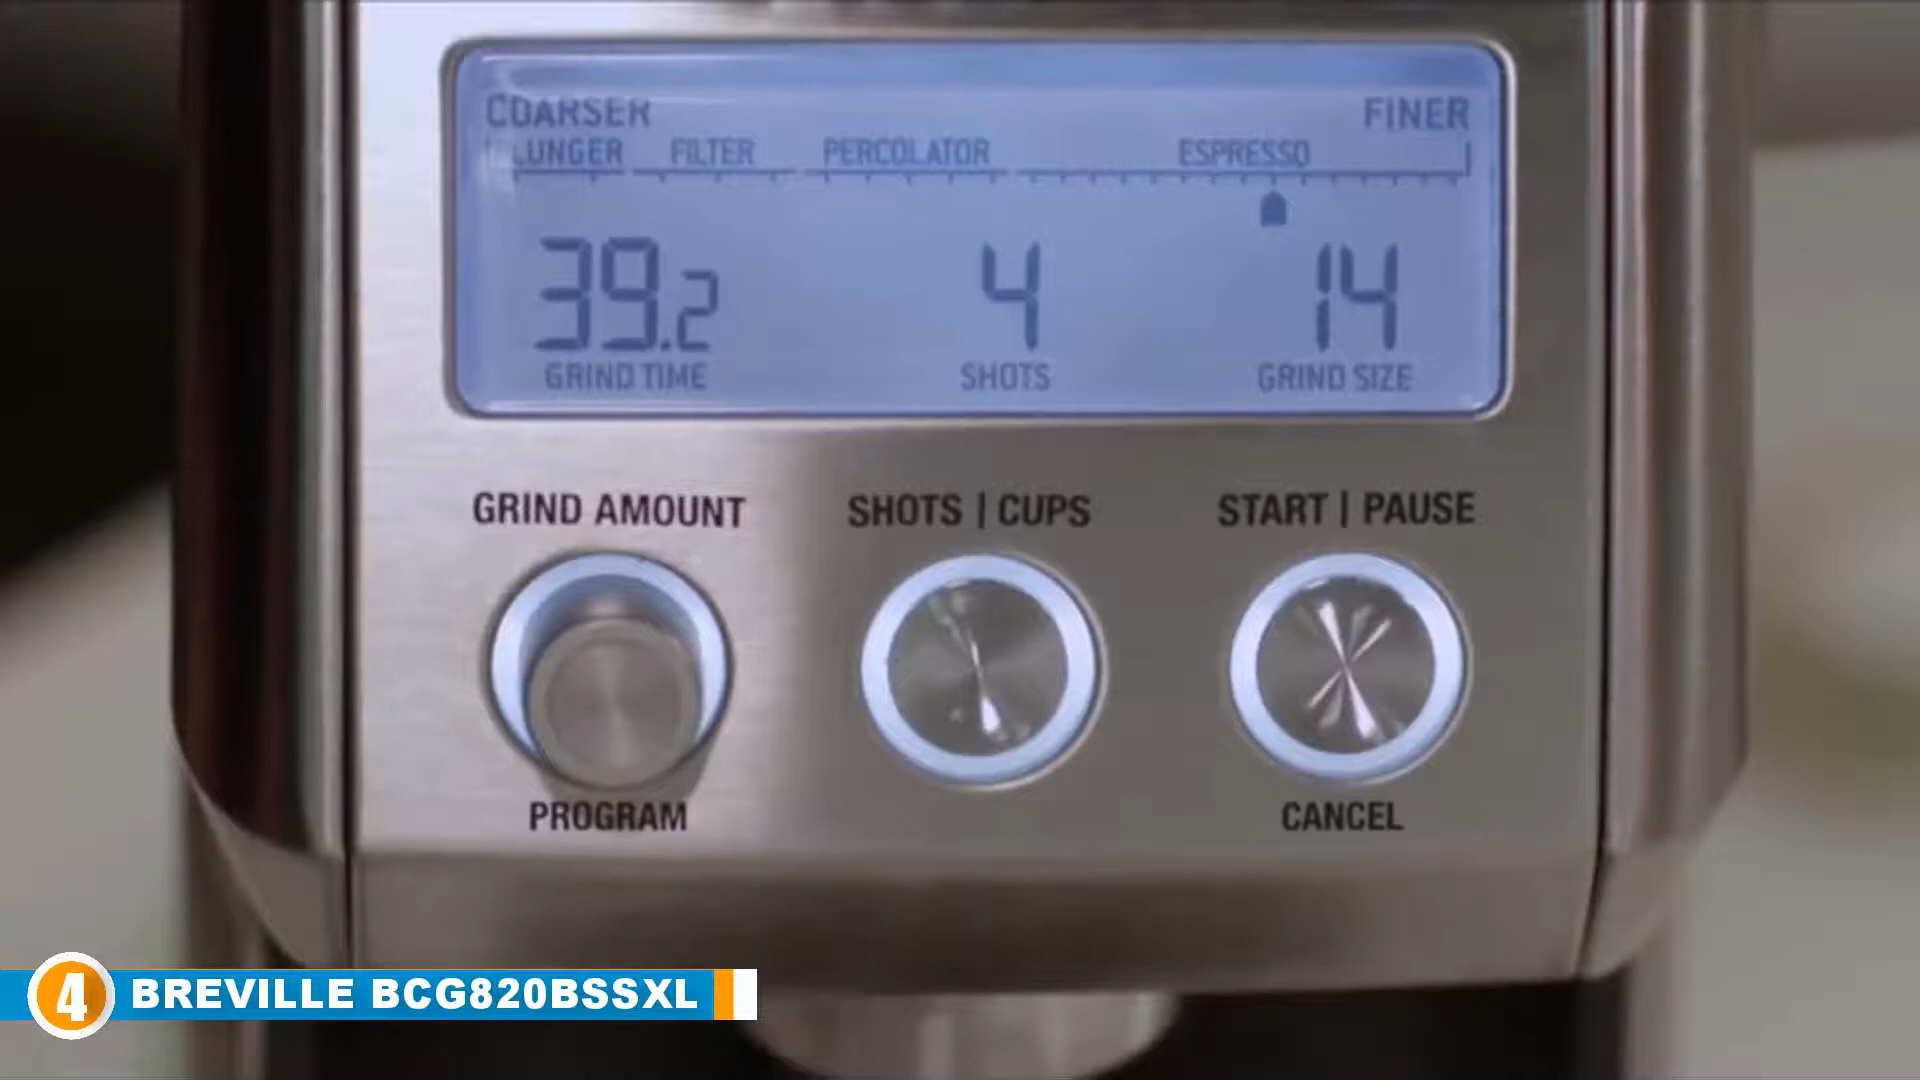 COARSER FINER
LUNGER FILTER PERCOLATOR ESPRESSO
39.2 4 14
GRIND TIME SHOTS GRIND SIZE
GRIND AMOUNT SHOTS | CUPS START | PAUSE
PROGRAM CANCEL
4 BREVILLE BCG820BSSXL